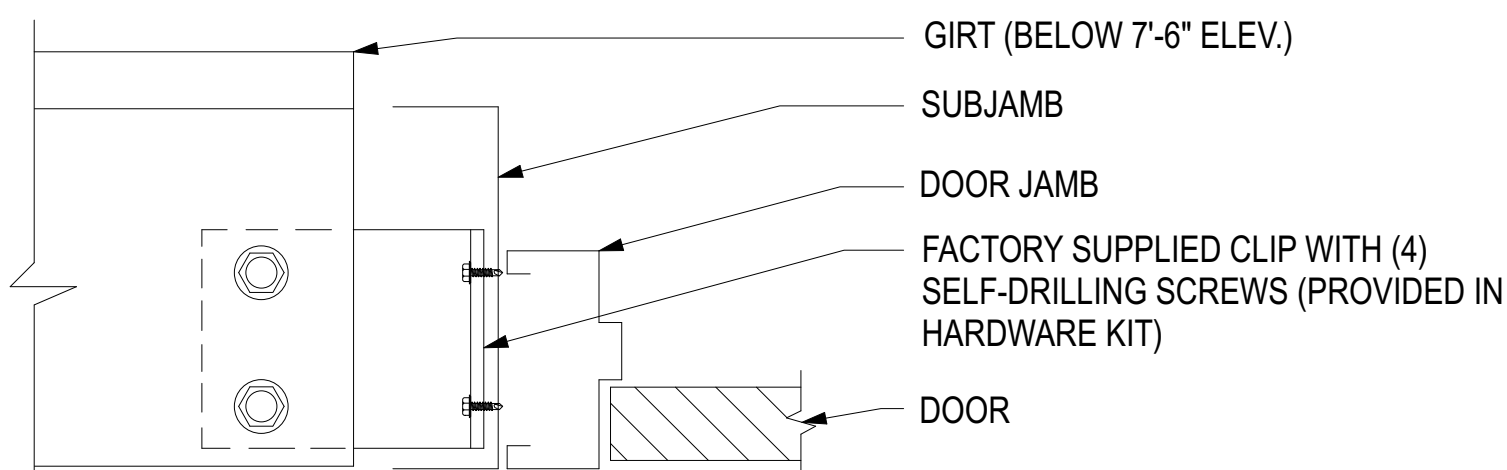 GIRT (BELOW 7'-6" ELEV.)
SUBJAMB
DOOR JAMB
FACTORY SUPPLIED CLIP WITH (4)
SELF-DRILLING SCREWS (PROVIDED IN
HARDWARE KIT)
DOOR